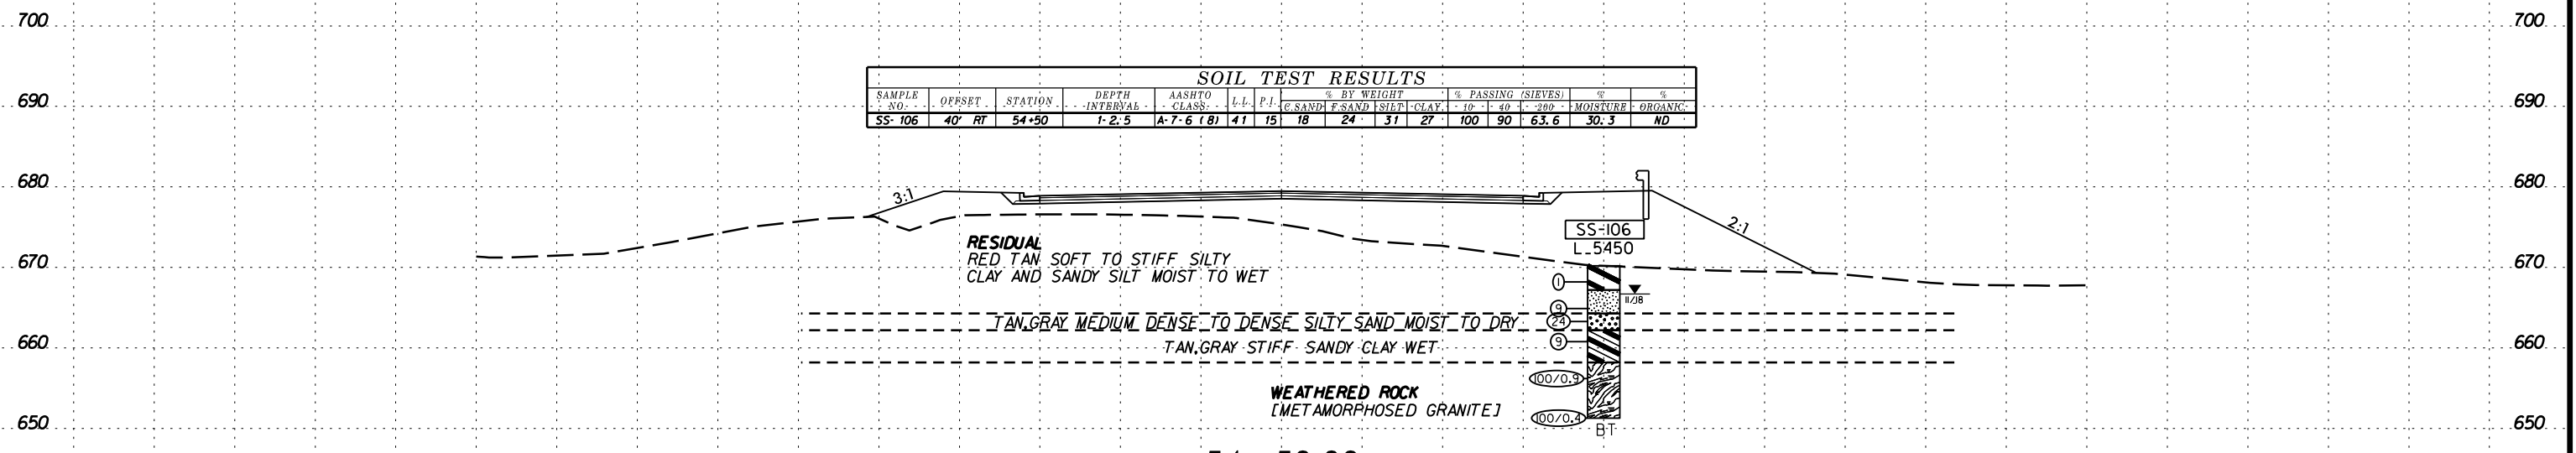 700 700
SOIL TEST RESULTS
SAMPLE NO. OFFSET STATION DEPTH INTERVAL AASHTO CLASS. L.L. P.I. % BY WEIGHT % PASSING (SIEVES) % MOISTURE % ORGANIC
C.SAND F.SAND SILT CLAY 10 40 200
690 690
SS-106 40' RT 54+50 1-2.5 A-7-6 (8) 41 15 18 24 31 27 100 90 63.6 30.3 ND
680 680
3:1
2:1
SS-106
L_5450
RESIDUAL
RED TAN SOFT TO STIFF SILTY
CLAY AND SANDY SILT MOIST TO WET
670 670
1
11/18
9
TAN,GRAY MEDIUM DENSE TO DENSE SILTY SAND MOIST TO DRY 24
TAN,GRAY STIFF SANDY CLAY WET 9
660 660
100/0.9
WEATHERED ROCK
[METAMORPHOSED GRANITE]
100/0.4
650 650
BT